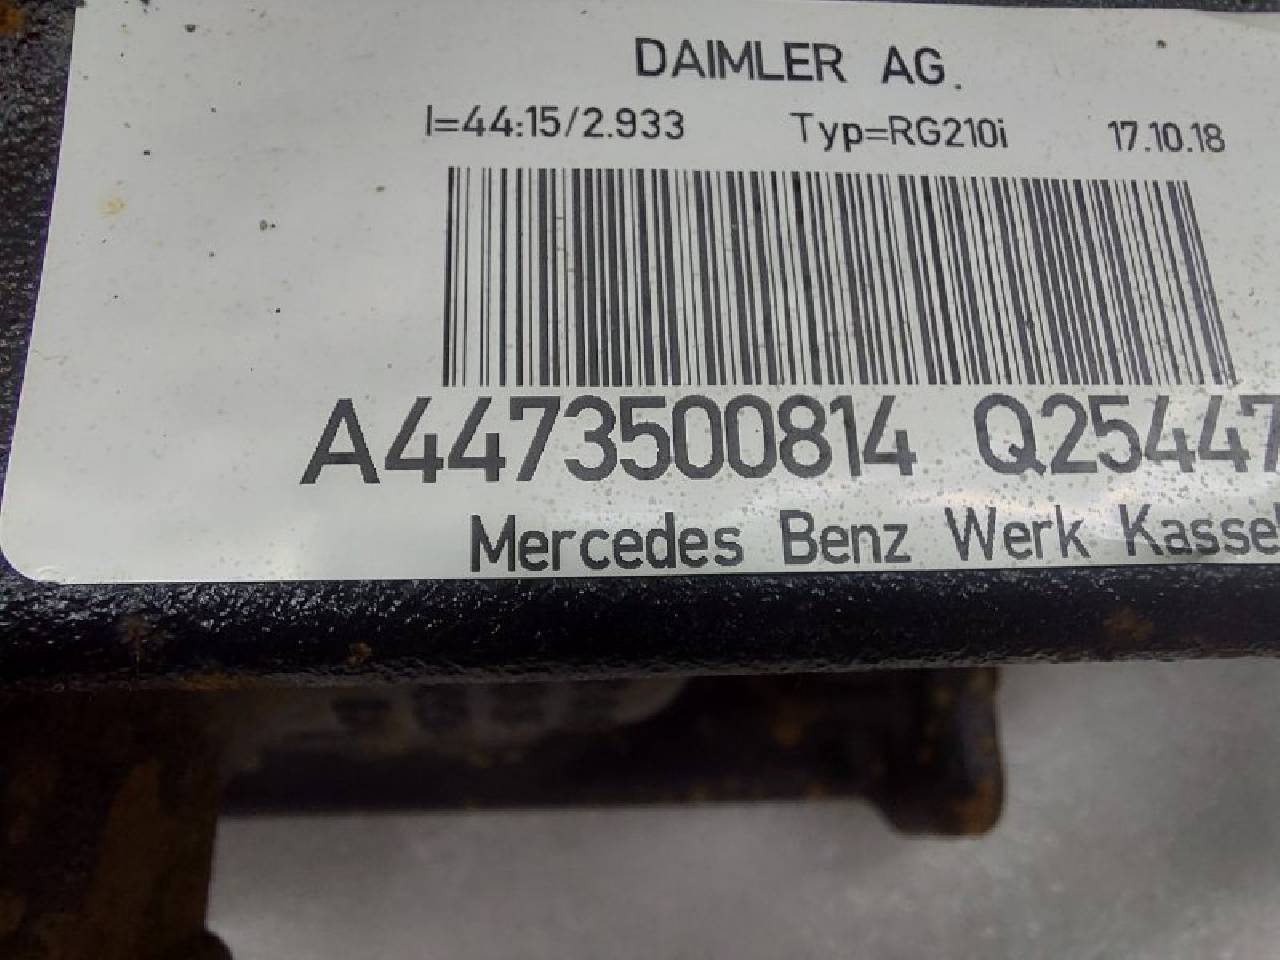 DAIMLER AG.
I=44:15/2.933 Typ=RG210i 17.10.18
A4473500814 Q25447
Mercedes Benz Werk Kassel